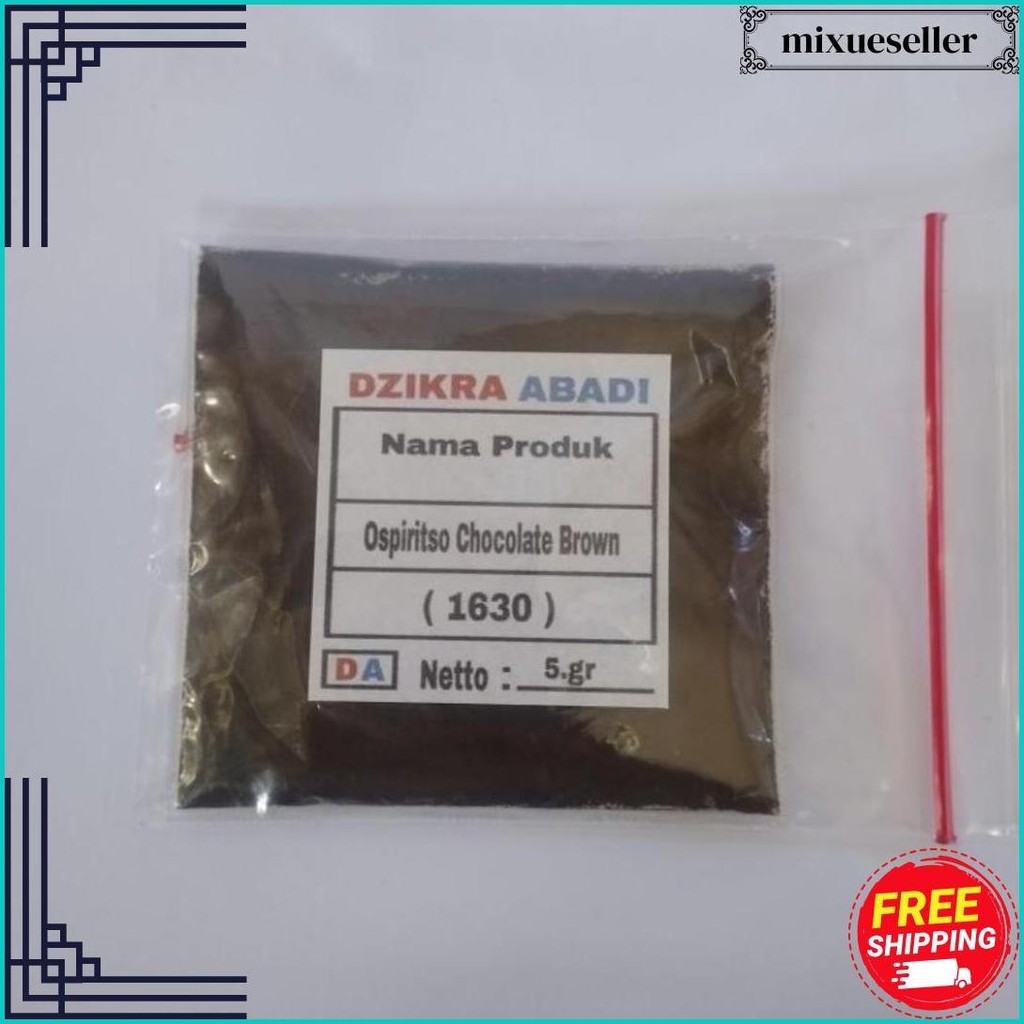 mixueseller
DZIKRA ABADI
Nama Produk
Ospiritso Chocolate Brown
( 1630 )
DA Netto : 5.gr
FREE
SHIPPING